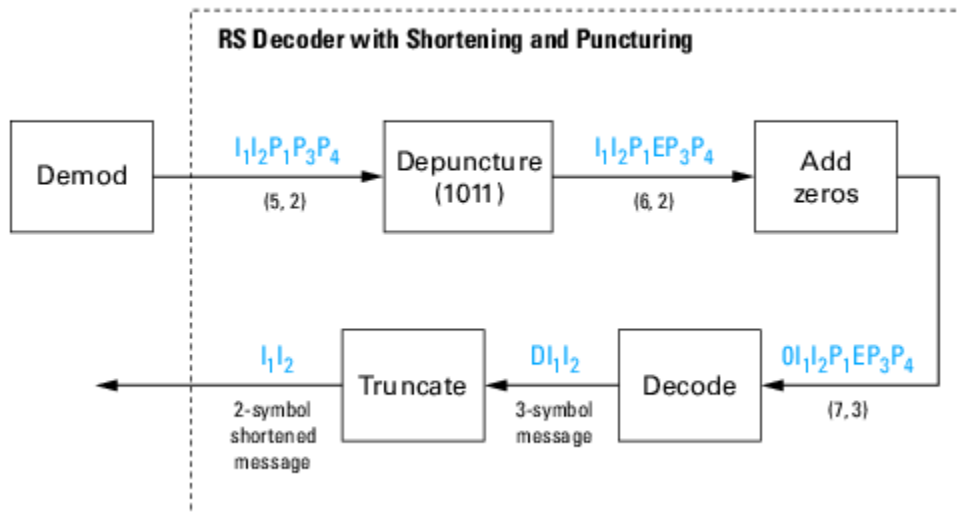 RS Decoder with Shortening and Puncturing
Demod
I₁I₂P₁P₃P₄
(5, 2)
Depuncture
(1011)
I₁I₂P₁EP₃P₄
(6, 2)
Add
zeros
0I₁I₂P₁EP₃P₄
(7,3)
Decode
DI₁I₂
3-symbol
message
Truncate
I₁I₂
2-symbol
shortened
message